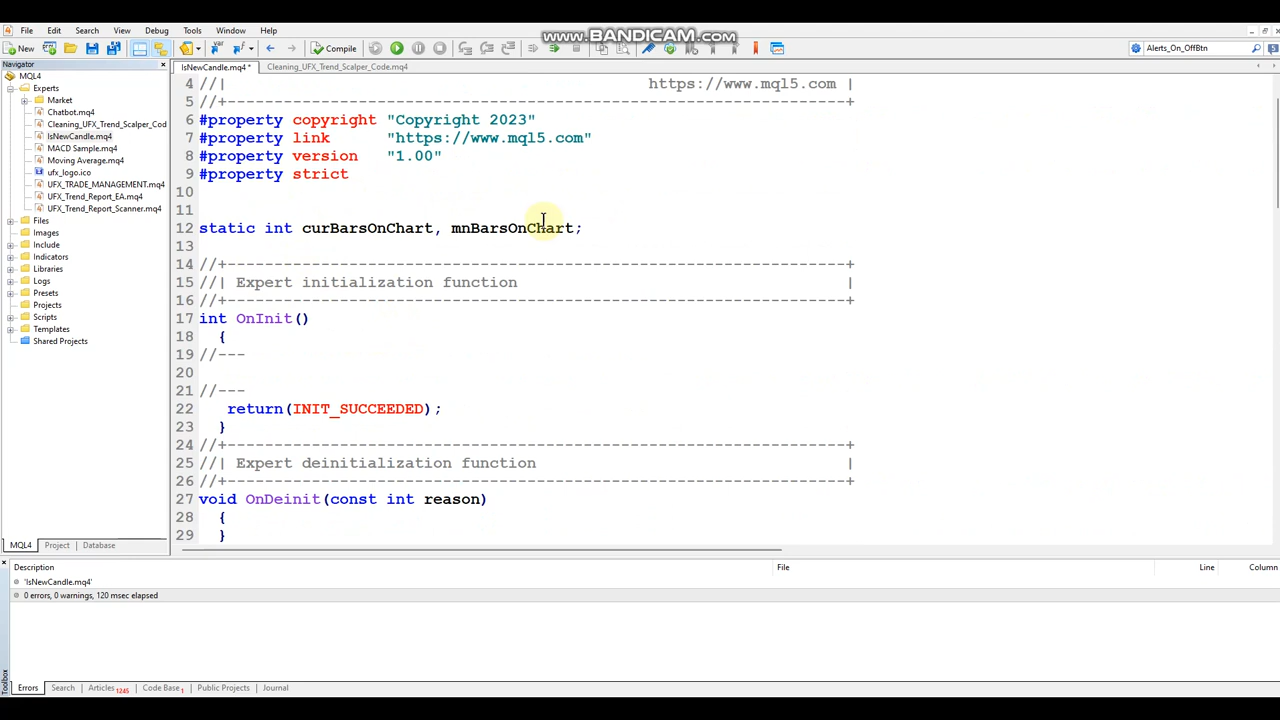 www.BANDICAM.com
File Edit Search View Debug Tools Window Help
New Compile Alerts_On_OffBtn
Navigator
IsNewCandle.mq4 * Cleaning_UFX_Trend_Scalper_Code.mq4
MQL4
Experts
Market
Chatbot.mq4
Cleaning_UFX_Trend_Scalper_Cod
IsNewCandle.mq4
MACD Sample.mq4
Moving Average.mq4
ufx_logo.ico
UFX_TRADE_MANAGEMENT.mq4
UFX_Trend_Report_EA.mq4
UFX_Trend_Report_Scanner.mq4
Files
Images
Include
Indicators
Libraries
Logs
Presets
Projects
Scripts
Templates
Shared Projects
MQL4 Project Database
4 //| https://www.mql5.com |
5 //+------------------------------------------------------------------+
6 #property copyright "Copyright 2023"
7 #property link "https://www.mql5.com"
8 #property version "1.00"
9 #property strict
10
11
12 static int curBarsOnChart, mnBarsOnChart;
13
14 //+------------------------------------------------------------------+
15 //| Expert initialization function |
16 //+------------------------------------------------------------------+
17 int OnInit()
18 {
19 //---
20
21 //---
22 return(INIT_SUCCEEDED);
23 }
24 //+------------------------------------------------------------------+
25 //| Expert deinitialization function |
26 //+------------------------------------------------------------------+
27 void OnDeinit(const int reason)
28 {
29 }
Description File Line Column
'IsNewCandle.mq4'
0 errors, 0 warnings, 120 msec elapsed
Toolbox
Errors Search Articles 1245 Code Base 1 Public Projects Journal